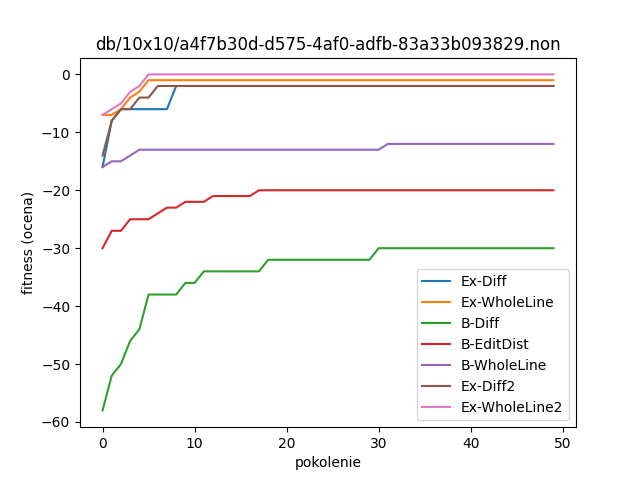 db/10x10/a4f7b30d-d575-4af0-adfb-83a33b093829.non
fitness (ocena)
0
−10
−20
−30
−40
−50
−60
Ex-Diff
Ex-WholeLine
B-Diff
B-EditDist
B-WholeLine
Ex-Diff2
Ex-WholeLine2
0 10 20 30 40 50
pokolenie